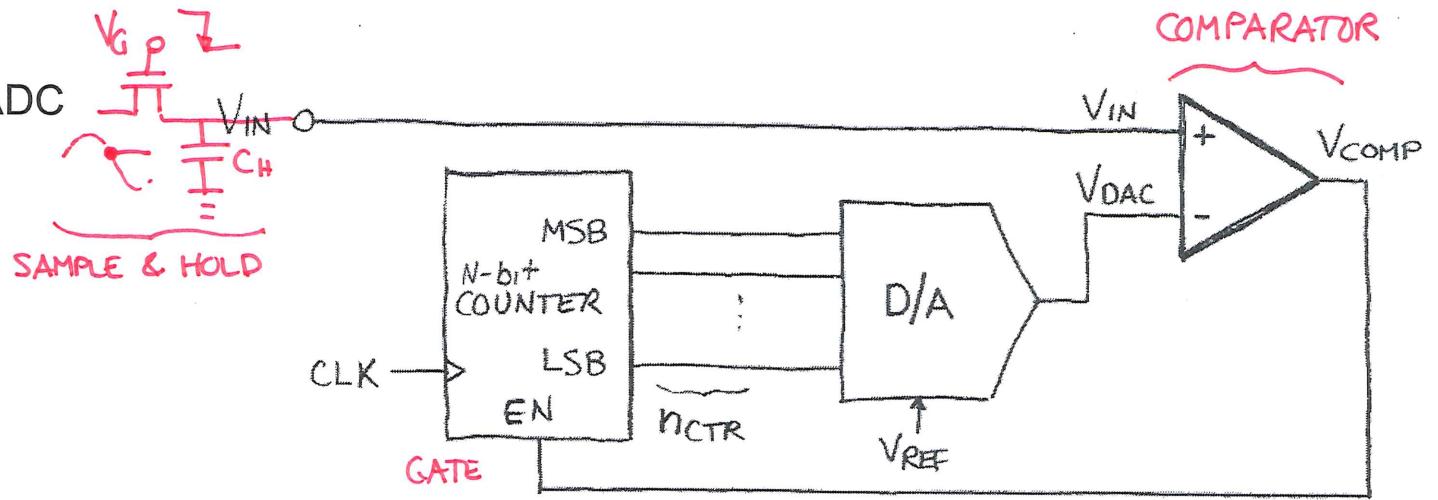 COMPARATOR
VG
ADC
VIN
CH
SAMPLE & HOLD
VIN
+
VDAC
-
VCOMP
MSB
N-bit
COUNTER
LSB
CLK
EN
GATE
nCTR
D/A
VREF